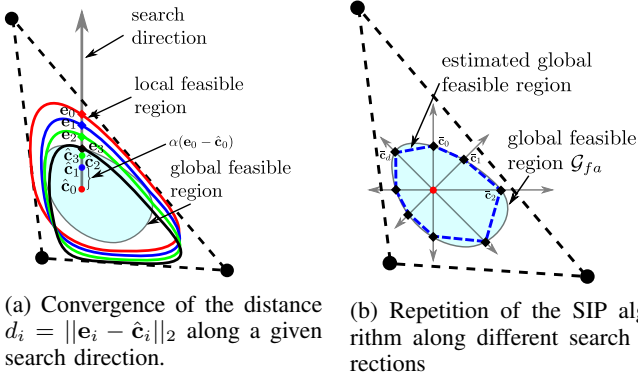 search
direction
local feasible
region
e₀
e₁
e₂
e₃
α(e₀ − ĉ₀)
ĉ₃
ĉ₂
ĉ₁
ĉ₀
global feasible
region
estimated global
feasible region
global feasible
region 𝒢fa
c̄d
c̄₀
c̄₁
c̄₂
(a) Convergence of the distance
dᵢ = ||eᵢ − ĉᵢ||₂ along a given
search direction.
(b) Repetition of the SIP alg
rithm along different search
rections